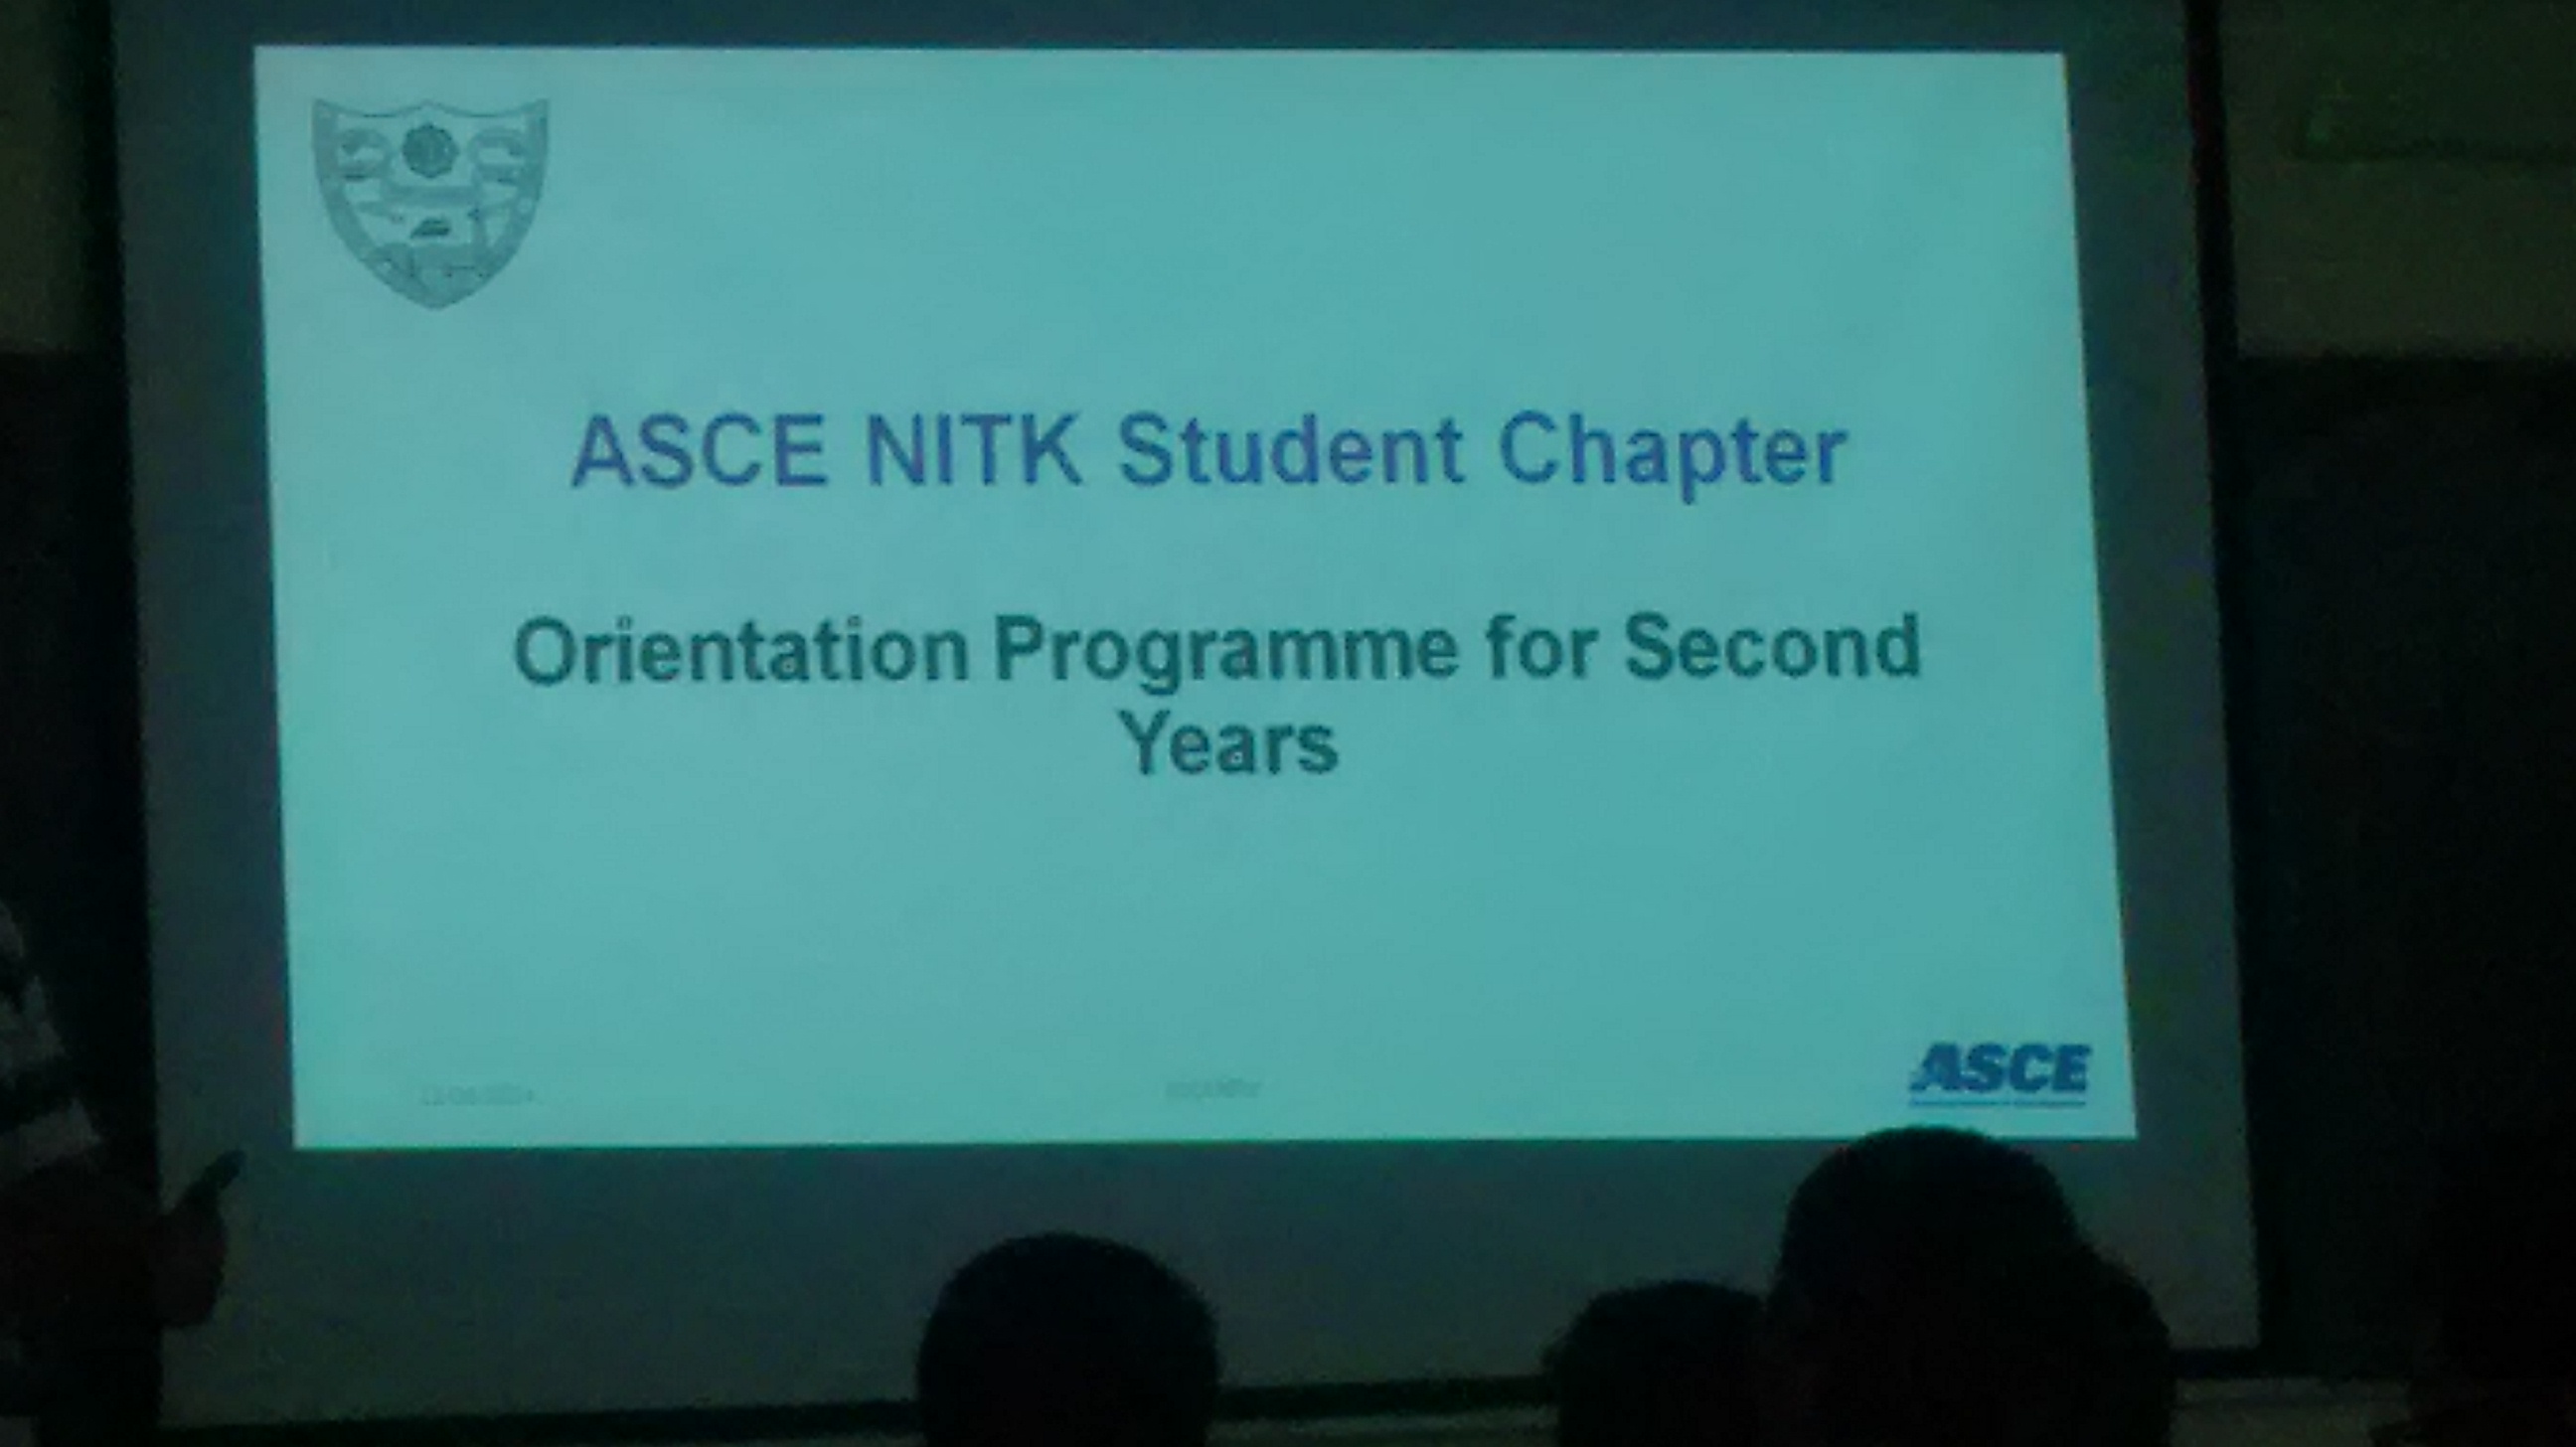 ASCE NITK Student Chapter
Orientation Programme for Second
Years
ASCE